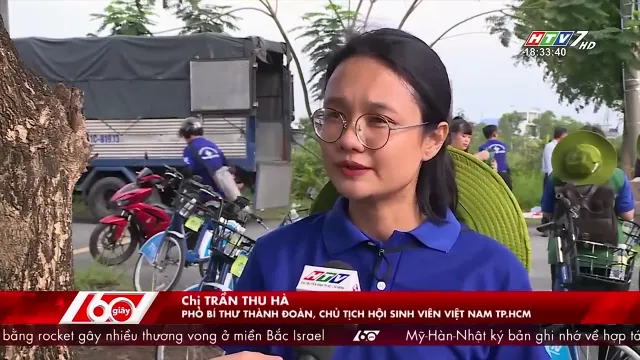 HTV7 HD
18:33:40
HTV
60 giây
Chị TRẦN THU HÀ
PHÓ BÍ THƯ THÀNH ĐOÀN, CHỦ TỊCH HỘI SINH VIÊN VIỆT NAM TP.HCM
bằng rocket gây nhiều thương vong ở miền Bắc Israel
Mỹ-Hàn-Nhật ký bản ghi nhớ về hợp t